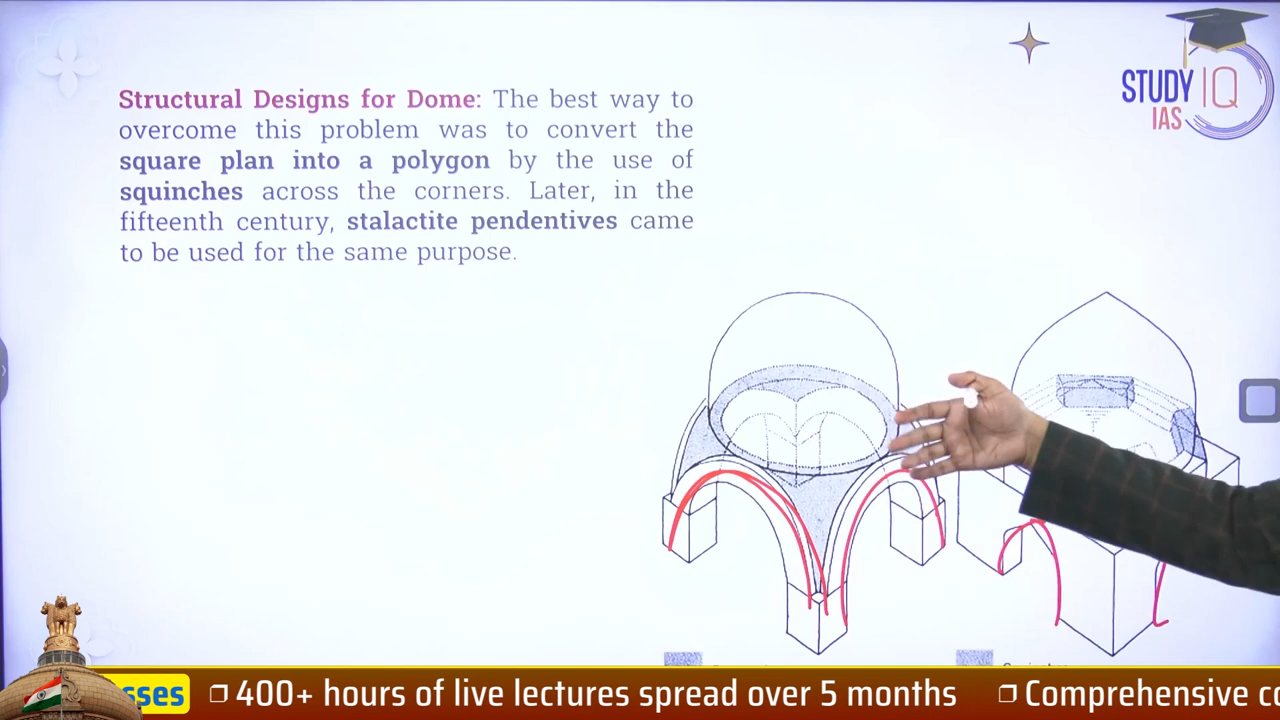 Structural Designs for Dome: The best way to
overcome this problem was to convert the
square plan into a polygon by the use of
squinches across the corners. Later, in the
fifteenth century, stalactite pendentives came
to be used for the same purpose.
STUDY IQ
IAS
❐ 400+ hours of live lectures spread over 5 months ❐ Comprehensive